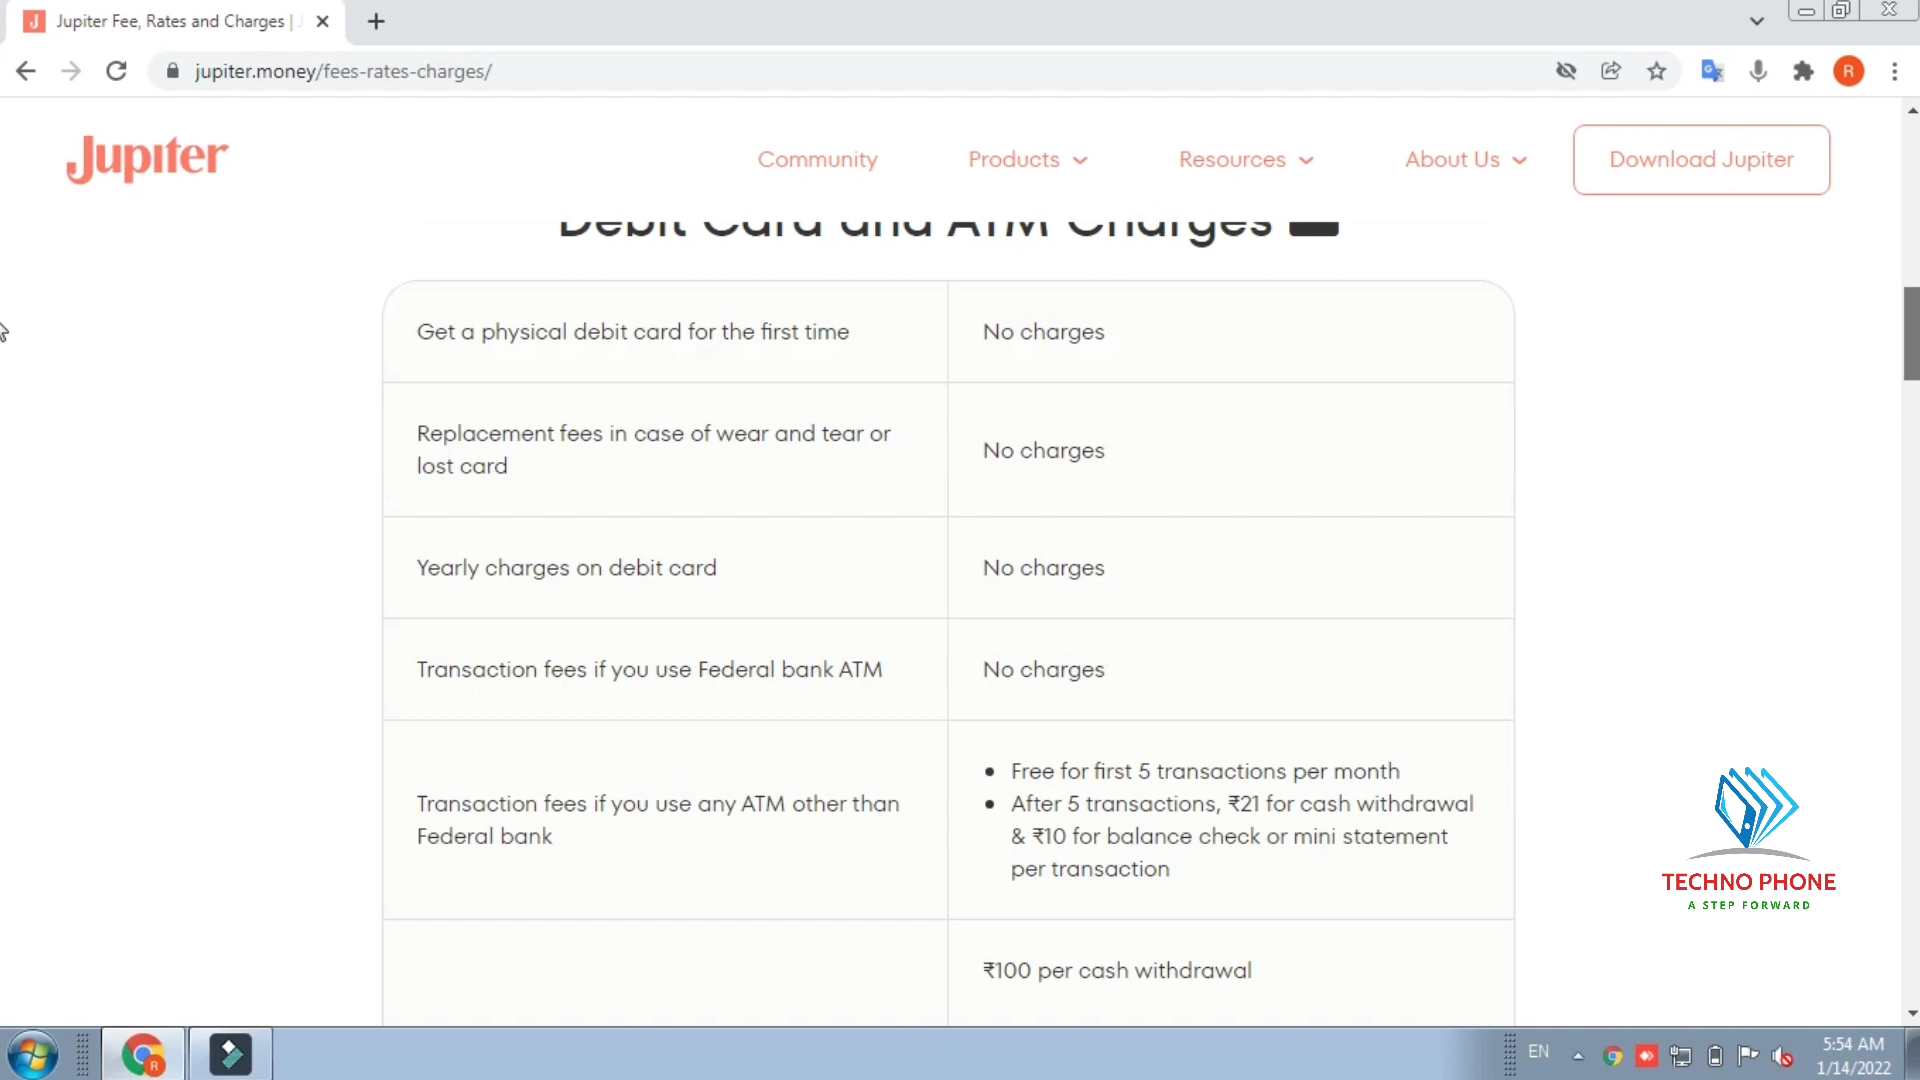 Jupiter Fee, Rates and Charges |
jupiter.money/fees-rates-charges/
R
Jupiter
Community
Products
Resources
About Us
Download Jupiter
Debit Card and ATM Charges
Get a physical debit card for the first time
No charges
Replacement fees in case of wear and tear or
lost card
No charges
Yearly charges on debit card
No charges
Transaction fees if you use Federal bank ATM
No charges
Transaction fees if you use any ATM other than
Federal bank
• Free for first 5 transactions per month
• After 5 transactions, ₹21 for cash withdrawal
& ₹10 for balance check or mini statement
per transaction
₹100 per cash withdrawal
TECHNO PHONE
A STEP FORWARD
EN
5:54 AM
1/14/2022